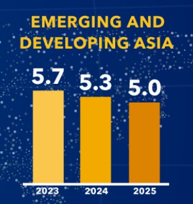 EMERGING AND
DEVELOPING ASIA
5.7 5.3 5.0
2023 2024 2025